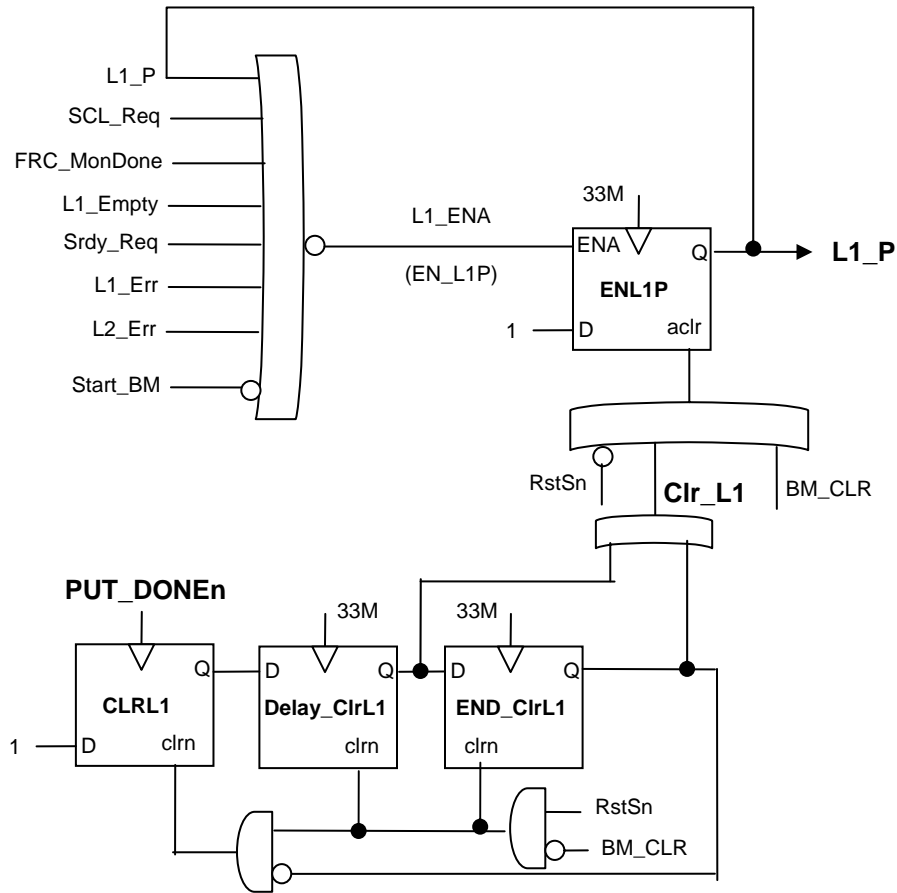 L1_P
SCL_Req
FRC_MonDone
L1_Empty
Srdy_Req
L1_Err
L2_Err
Start_BM
L1_ENA
(EN_L1P)
33M
ENA
Q
ENL1P
1
D
aclr
L1_P
RstSn
Clr_L1
BM_CLR
PUT_DONEn
33M
33M
Q
D
Q
D
Q
CLRL1
Delay_ClrL1
END_ClrL1
1
D
clrn
clrn
clrn
RstSn
BM_CLR